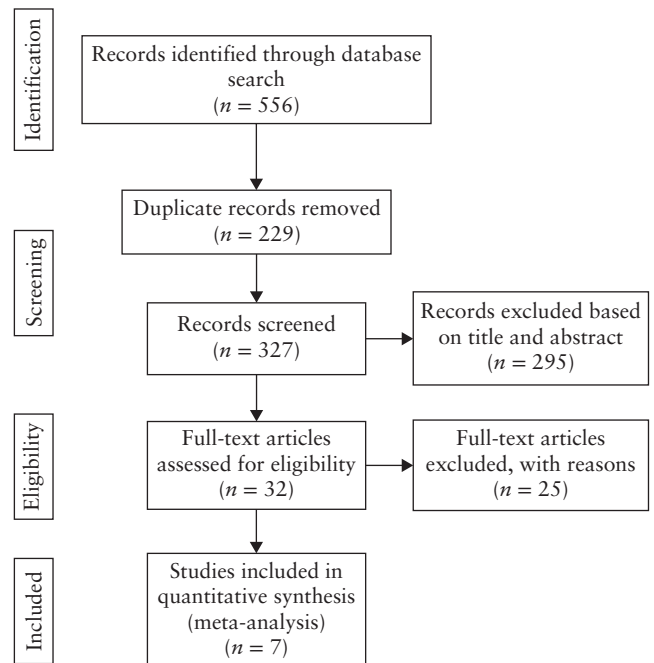 Identification
Records identified through database
search
(n = 556)
Duplicate records removed
(n = 229)
Screening
Records screened
(n = 327)
Records excluded based
on title and abstract
(n = 295)
Eligibility
Full-text articles
assessed for eligibility
(n = 32)
Full-text articles
excluded, with reasons
(n = 25)
Included
Studies included in
quantitative synthesis
(meta-analysis)
(n = 7)